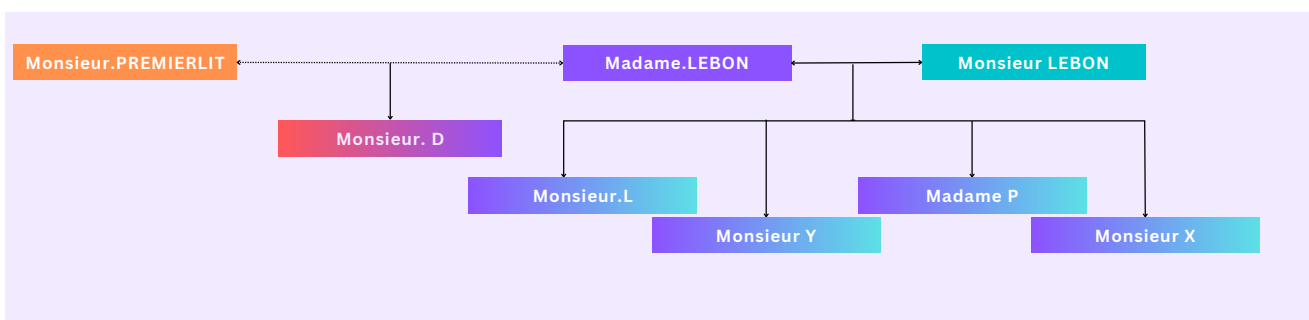 Monsieur.PREMIERLIT
Madame.LEBON
Monsieur LEBON
Monsieur. D
Monsieur.L
Madame P
Monsieur Y
Monsieur X